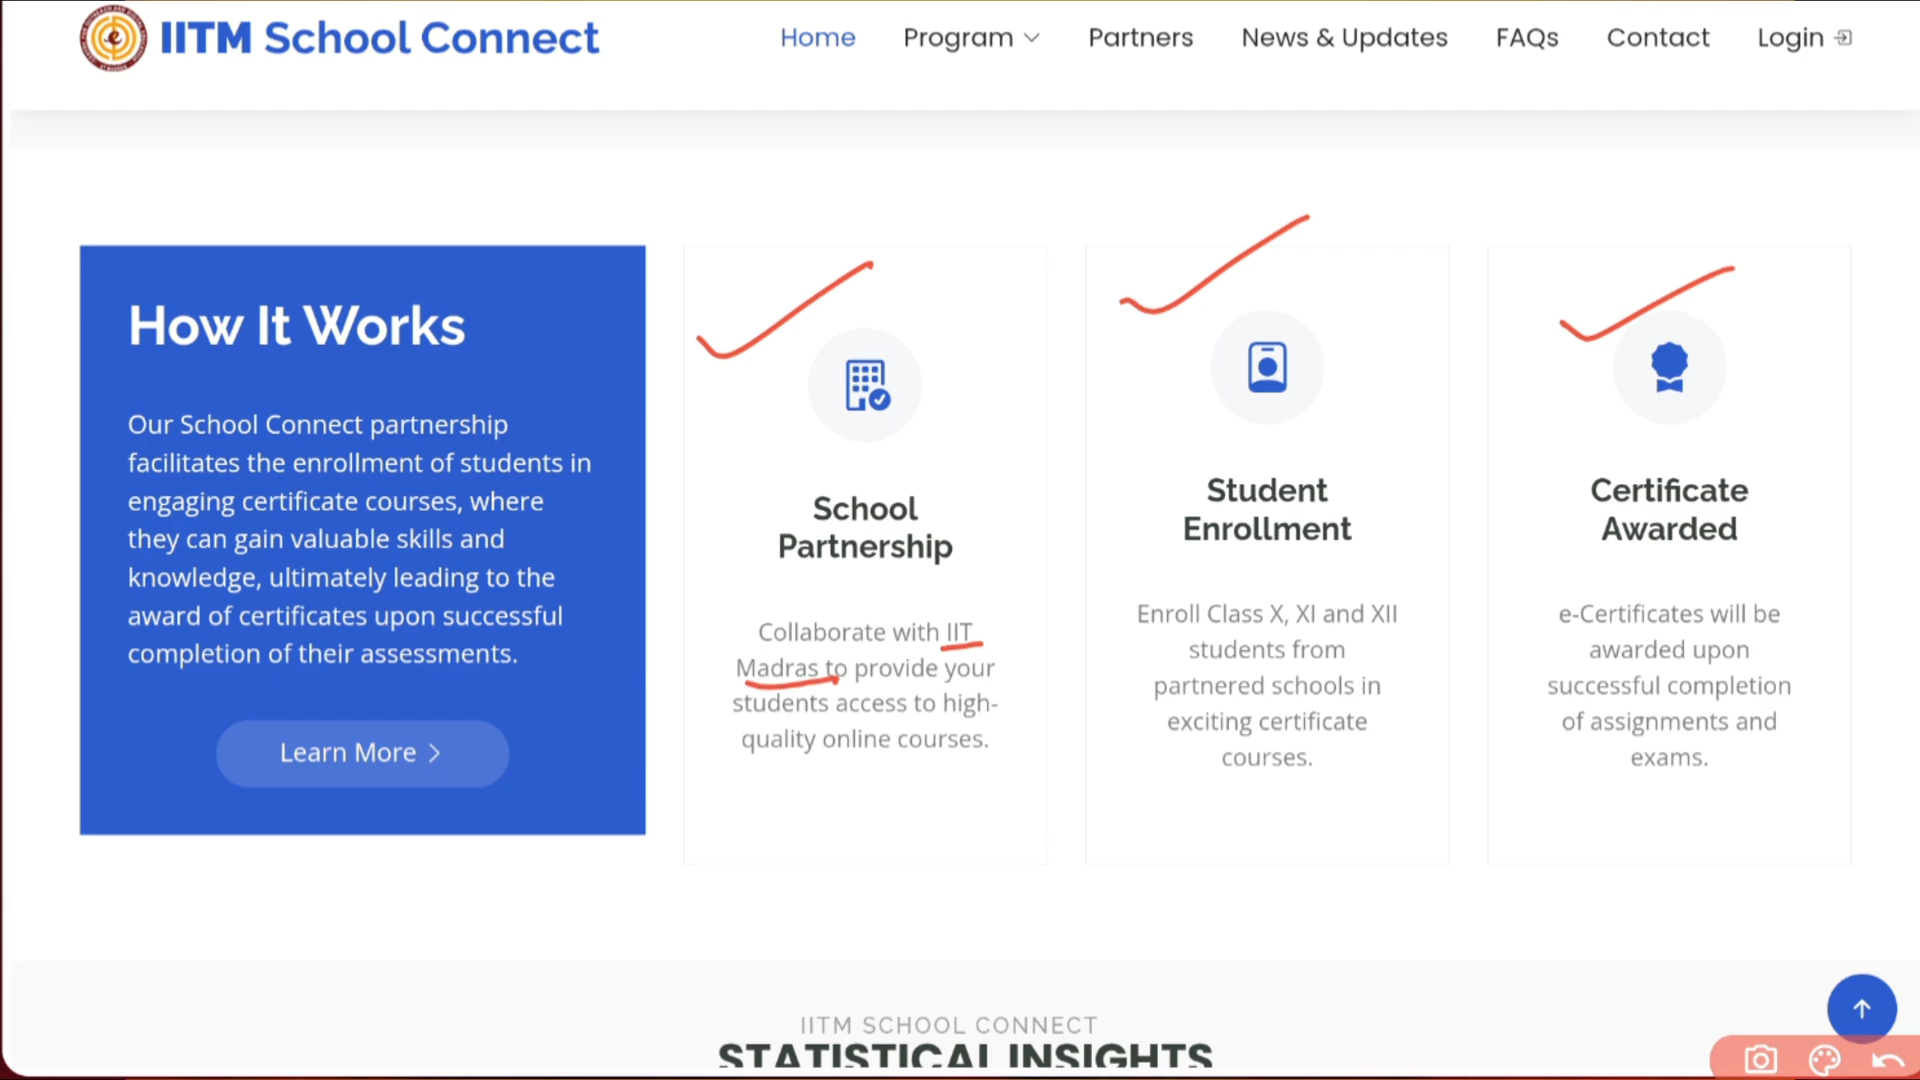 IITM School Connect
Home
Program
Partners
News & Updates
FAQs
Contact
Login
How It Works
Our School Connect partnership
facilitates the enrollment of students in
engaging certificate courses, where
they can gain valuable skills and
knowledge, ultimately leading to the
award of certificates upon successful
completion of their assessments.
Learn More
School
Partnership
Collaborate with IIT
Madras to provide your
students access to high-
quality online courses.
Student
Enrollment
Enroll Class X, XI and XII
students from
partnered schools in
exciting certificate
courses.
Certificate
Awarded
e-Certificates will be
awarded upon
successful completion
of assignments and
exams.
IITM SCHOOL CONNECT
STATISTICAL INSIGHTS